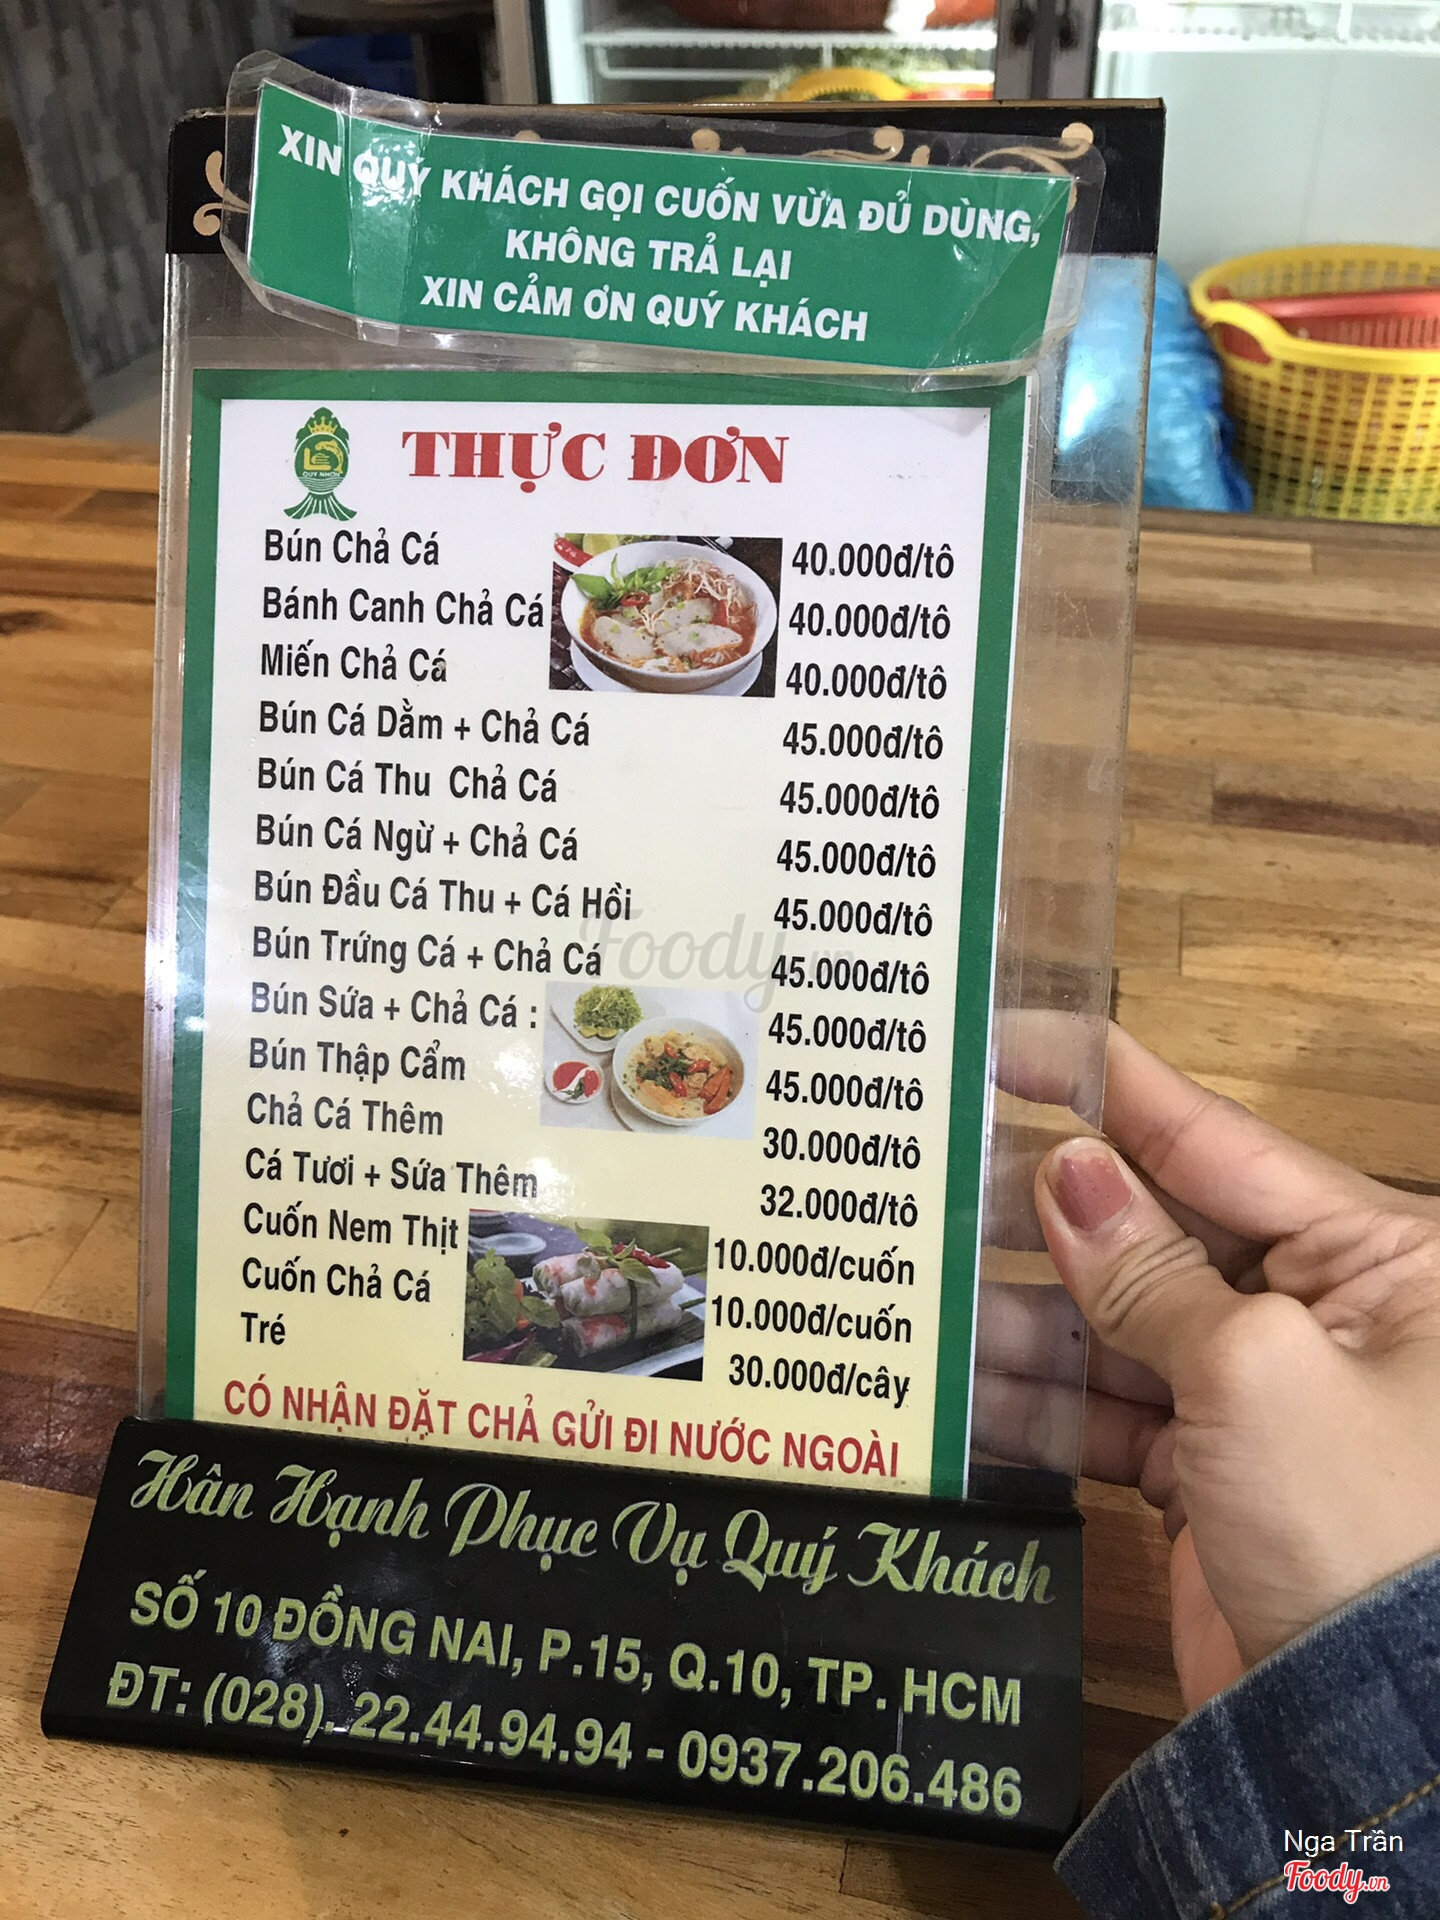 XIN QUÝ KHÁCH GỌI CUỐN VỪA ĐỦ DÙNG,
KHÔNG TRẢ LẠI
XIN CẢM ƠN QUÝ KHÁCH
QUY NHƠN
THỰC ĐƠN
Bún Chả Cá 40.000đ/tô
Bánh Canh Chả Cá 40.000đ/tô
Miến Chả Cá 40.000đ/tô
Bún Cá Dằm + Chả Cá 45.000đ/tô
Bún Cá Thu Chả Cá 45.000đ/tô
Bún Cá Ngừ + Chả Cá 45.000đ/tô
Bún Đầu Cá Thu + Cá Hồi 45.000đ/tô
Bún Trứng Cá + Chả Cá 45.000đ/tô
Bún Sứa + Chả Cá : 45.000đ/tô
Bún Thập Cẩm 45.000đ/tô
Chả Cá Thêm 30.000đ/tô
Cá Tươi + Sứa Thêm 32.000đ/tô
Cuốn Nem Thịt 10.000đ/cuốn
Cuốn Chả Cá 10.000đ/cuốn
Tré 30.000đ/cây
CÓ NHẬN ĐẶT CHẢ GỬI ĐI NƯỚC NGOÀI
Hân Hạnh Phục Vụ Quý Khách
SỐ 10 ĐỒNG NAI, P.15, Q.10, TP. HCM
ĐT: (028). 22.44.94.94 - 0937.206.486
Foody.vn
Nga Trần
Foody.vn